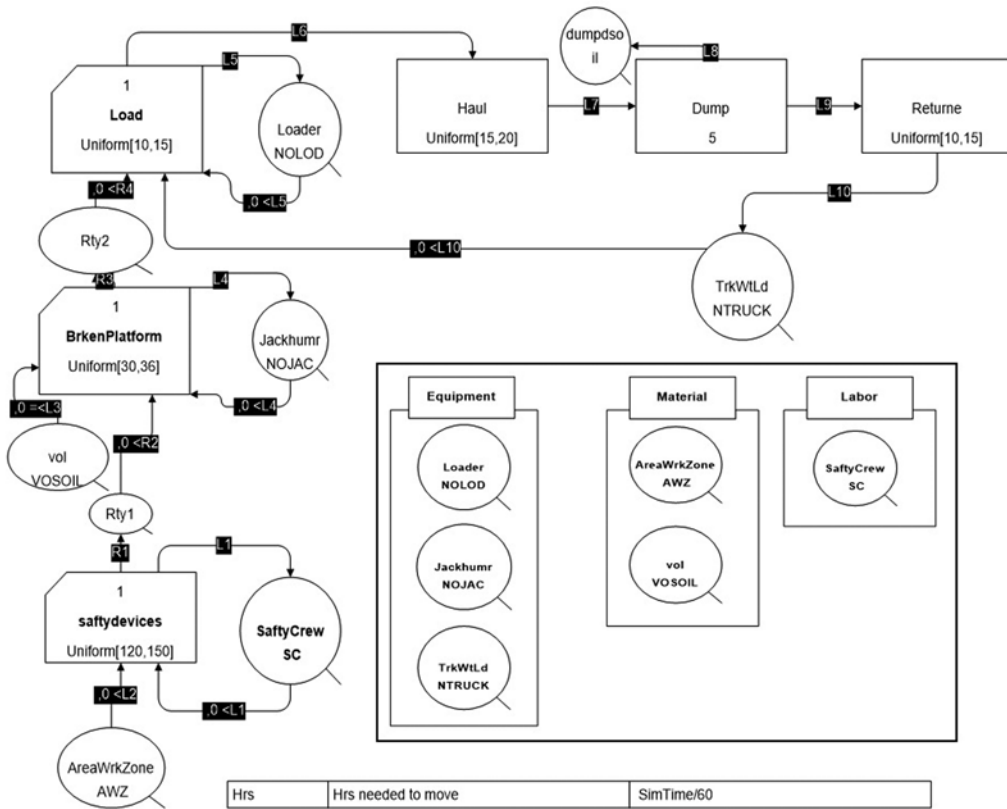 L6
dumpdso
il
L8
1
Load
Uniform[10,15]
L5
Loader
NOLOD
,0 <L5
Haul
Uniform[15,20]
L7
Dump
5
L9
Returne
Uniform[10,15]
,0 <R4
L10
Rty2
,0 <L10
TrkWtLd
NTRUCK
R3
L4
1
BrkenPlatform
Uniform[30,36]
Jackhumr
NOJAC
,0 <L4
,0 =<L3
vol
VOSOIL
,0 <R2
Rty1
R1
L1
1
saftydevices
Uniform[120,150]
SaftyCrew
SC
,0 <L2
,0 <L1
AreaWrkZone
AWZ
Equipment
Loader
NOLOD
Jackhumr
NOJAC
TrkWtLd
NTRUCK
Material
AreaWrkZone
AWZ
vol
VOSOIL
Labor
SaftyCrew
SC
Hrs Hrs needed to move SimTime/60